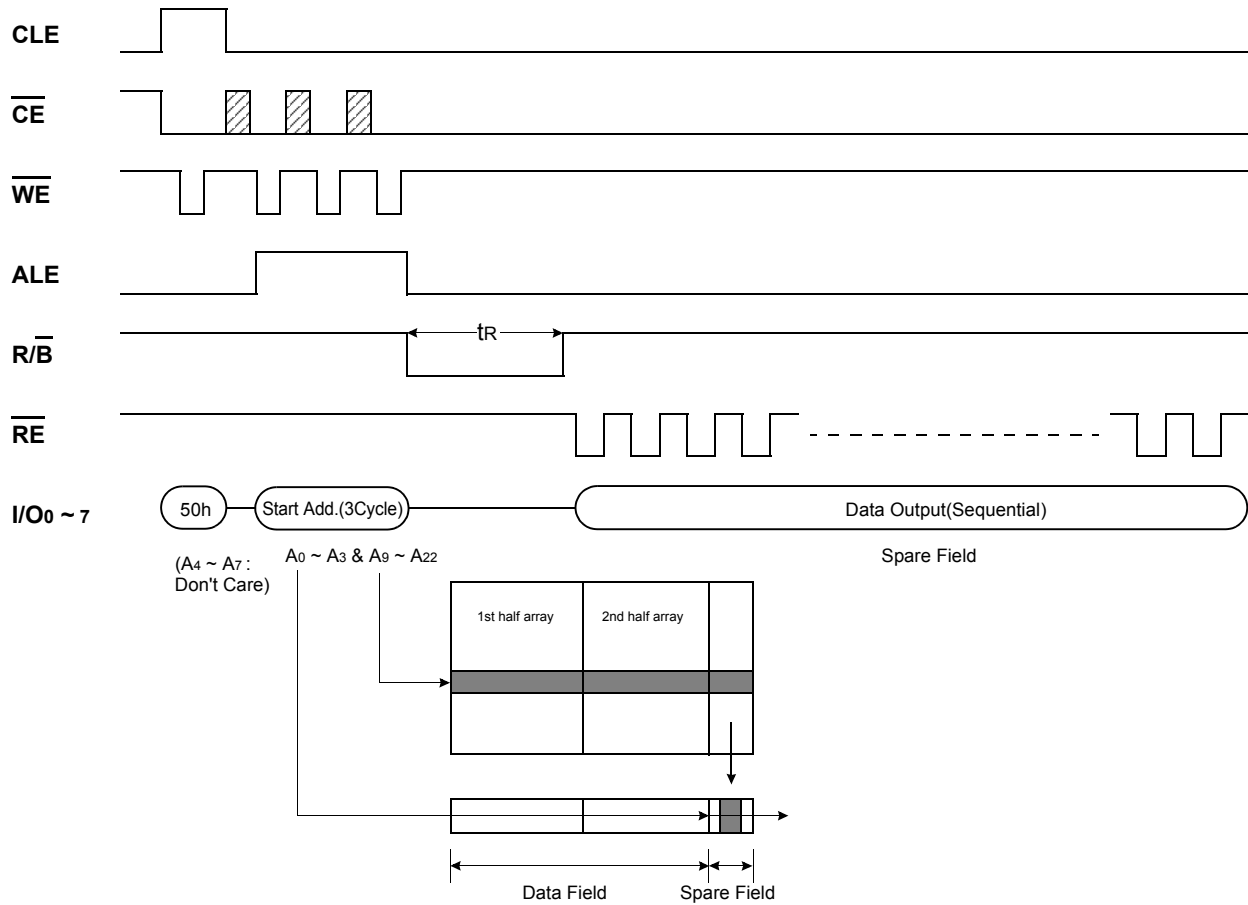 CLE
CE
WE
ALE
R/B
tR
RE
I/O0 ~ 7
50h
Start Add.(3Cycle)
Data Output(Sequential)
(A4 ~ A7 :
Don't Care)
A0 ~ A3 & A9 ~ A22
Spare Field
1st half array
2nd half array
Data Field
Spare Field